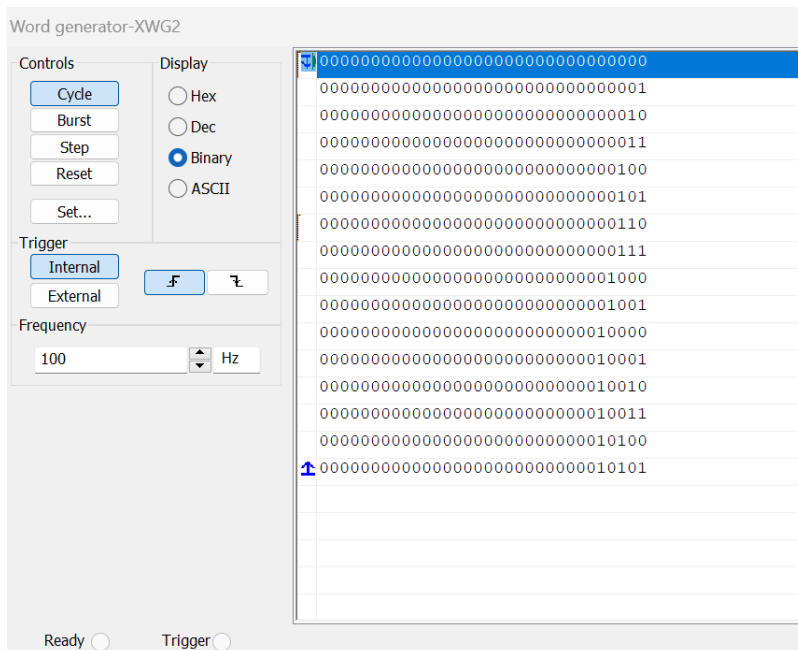 Word generator-XWG2
Controls
Cycle
Burst
Step
Reset
Set...
Display
Hex
Dec
Binary
ASCII
Trigger
Internal
External
Frequency
100
Hz
00000000000000000000000000000000
00000000000000000000000000000001
00000000000000000000000000000010
00000000000000000000000000000011
00000000000000000000000000000100
00000000000000000000000000000101
00000000000000000000000000000110
00000000000000000000000000000111
00000000000000000000000000001000
00000000000000000000000000001001
00000000000000000000000000010000
00000000000000000000000000010001
00000000000000000000000000010010
00000000000000000000000000010011
00000000000000000000000000010100
00000000000000000000000000010101
Ready
Trigger